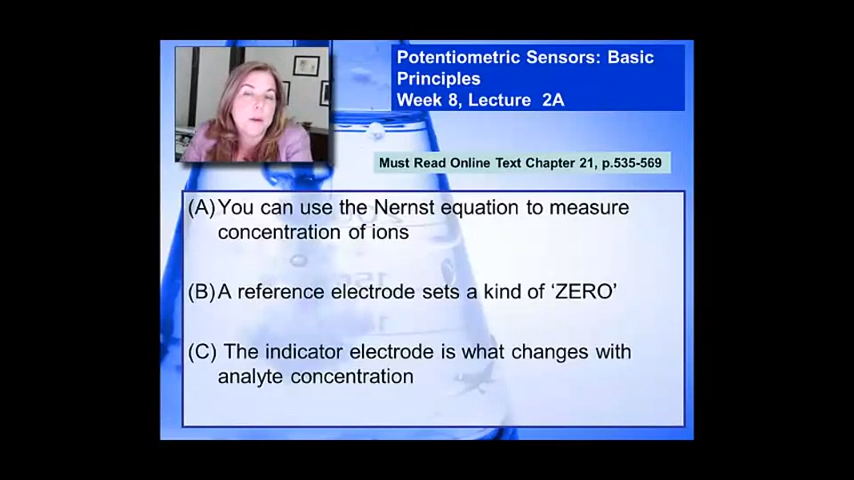 Potentiometric Sensors: Basic
Principles
Week 8, Lecture 2A
Must Read Online Text Chapter 21, p.535-569
(A) You can use the Nernst equation to measure
concentration of ions
(B) A reference electrode sets a kind of ‘ZERO’
(C) The indicator electrode is what changes with
analyte concentration